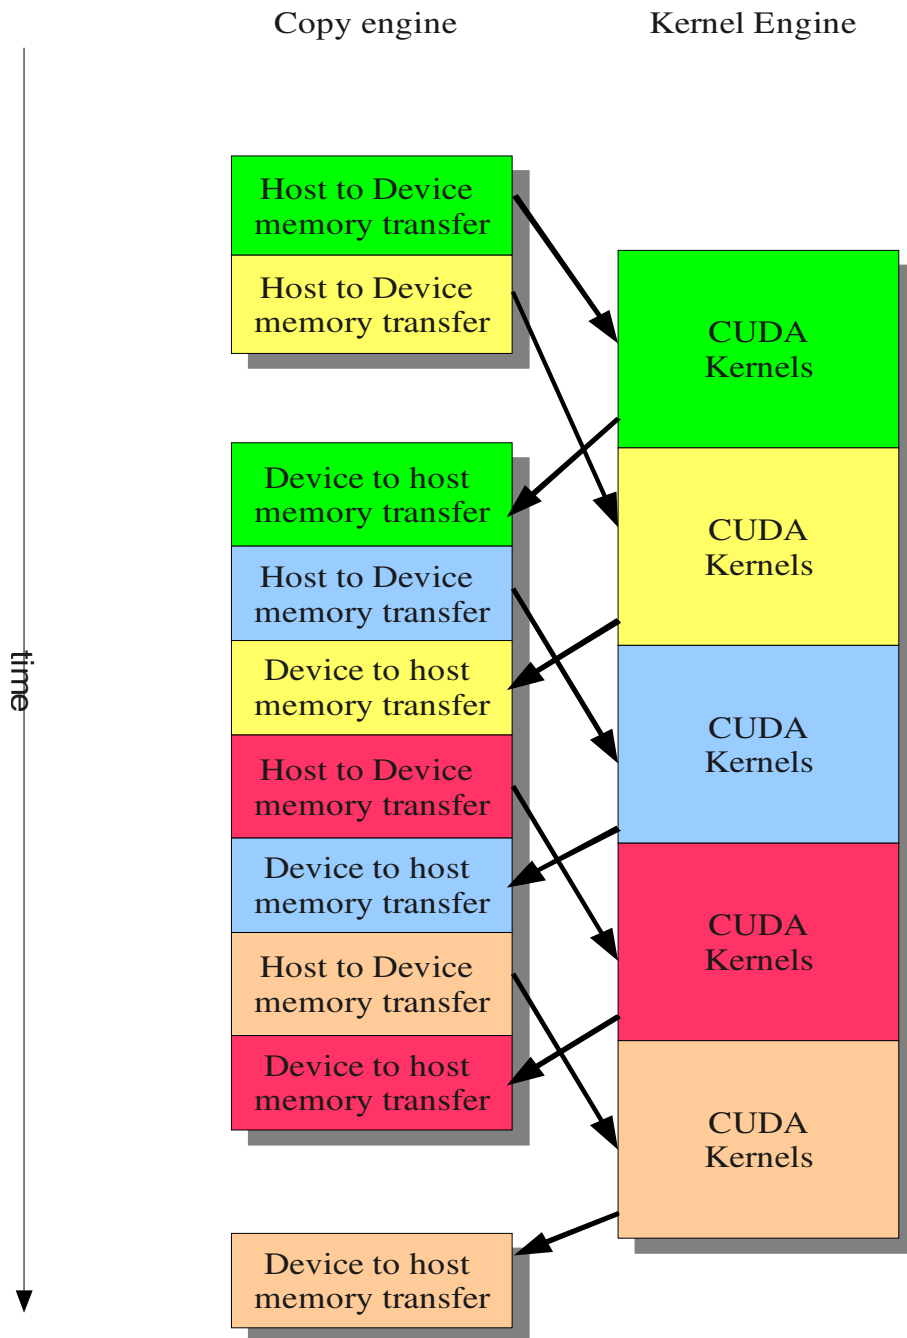 Copy engine
Kernel Engine
Host to Device
memory transfer
Host to Device
memory transfer
CUDA
Kernels
Device to host
memory transfer
CUDA
Kernels
Host to Device
memory transfer
Device to host
memory transfer
time
CUDA
Kernels
Host to Device
memory transfer
Device to host
memory transfer
CUDA
Kernels
Host to Device
memory transfer
Device to host
memory transfer
CUDA
Kernels
Device to host
memory transfer